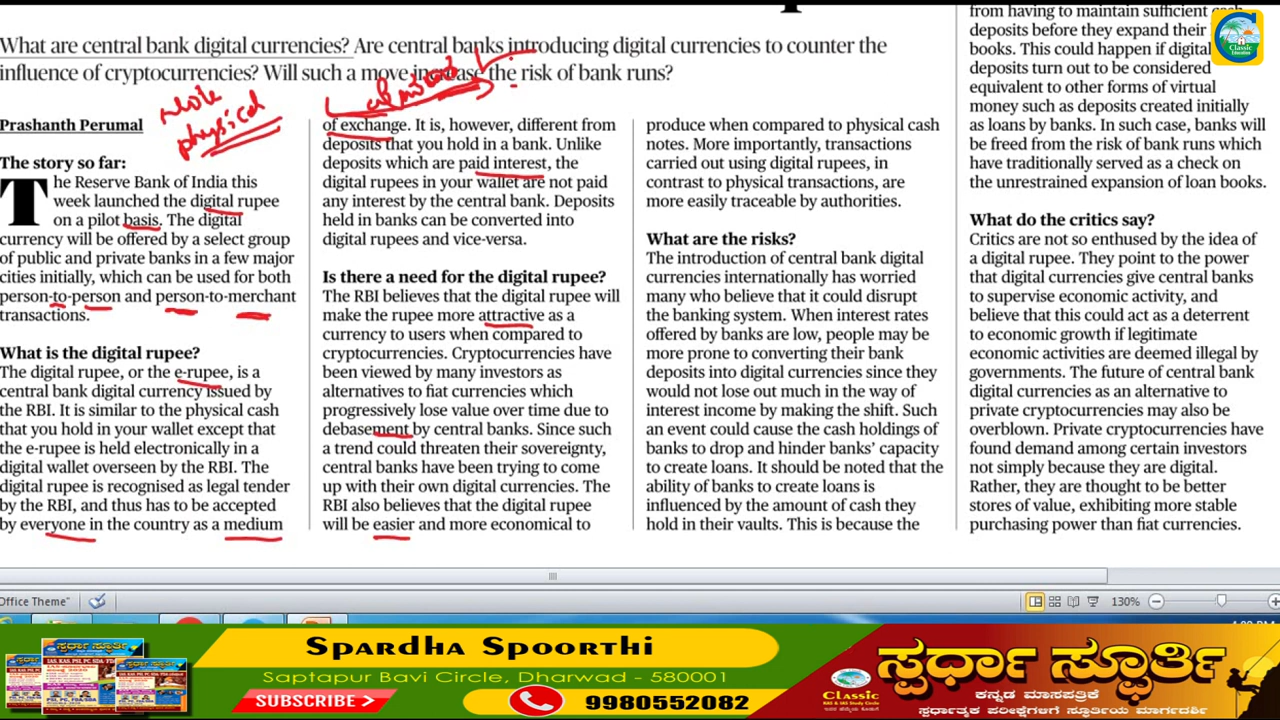 What are central bank digital currencies? Are central banks introducing digital currencies to counter the
influence of cryptocurrencies? Will such a move increase the risk of bank runs?
Note
physical
Prashanth Perumal
The story so far:
The Reserve Bank of India this
week launched the digital rupee
on a pilot basis. The digital
currency will be offered by a select group
of public and private banks in a few major
cities initially, which can be used for both
person-to-person and person-to-merchant
transactions.
What is the digital rupee?
The digital rupee, or the e-rupee, is a
central bank digital currency issued by
the RBI. It is similar to the physical cash
that you hold in your wallet except that
the e-rupee is held electronically in a
digital wallet overseen by the RBI. The
digital rupee is recognised as legal tender
by the RBI, and thus has to be accepted
by everyone in the country as a medium
of exchange. It is, however, different from
deposits that you hold in a bank. Unlike
deposits which are paid interest, the
digital rupees in your wallet are not paid
any interest by the central bank. Deposits
held in banks can be converted into
digital rupees and vice-versa.
Is there a need for the digital rupee?
The RBI believes that the digital rupee will
make the rupee more attractive as a
currency to users when compared to
cryptocurrencies. Cryptocurrencies have
been viewed by many investors as
alternatives to fiat currencies which
progressively lose value over time due to
debasement by central banks. Since such
a trend could threaten their sovereignty,
central banks have been trying to come
up with their own digital currencies. The
RBI also believes that the digital rupee
will be easier and more economical to
produce when compared to physical cash
notes. More importantly, transactions
carried out using digital rupees, in
contrast to physical transactions, are
more easily traceable by authorities.
What are the risks?
The introduction of central bank digital
currencies internationally has worried
many who believe that it could disrupt
the banking system. When interest rates
offered by banks are low, people may be
more prone to converting their bank
deposits into digital currencies since they
would not lose out much in the way of
interest income by making the shift. Such
an event could cause the cash holdings of
banks to drop and hinder banks' capacity
to create loans. It should be noted that the
ability of banks to create loans is
influenced by the amount of cash they
hold in their vaults. This is because the
from having to maintain sufficient cash
deposits before they expand their
books. This could happen if digital
deposits turn out to be considered
equivalent to other forms of virtual
money such as deposits created initially
as loans by banks. In such case, banks will
be freed from the risk of bank runs which
have traditionally served as a check on
the unrestrained expansion of loan books.
What do the critics say?
Critics are not so enthused by the idea of
a digital rupee. They point to the power
that digital currencies give central banks
to supervise economic activity, and
believe that this could act as a deterrent
to economic growth if legitimate
economic activities are deemed illegal by
governments. The future of central bank
digital currencies as an alternative to
private cryptocurrencies may also be
overblown. Private cryptocurrencies have
found demand among certain investors
not simply because they are digital.
Rather, they are thought to be better
stores of value, exhibiting more stable
purchasing power than fiat currencies.
Classic
Education
Office Theme"
130%
Spardha Spoorthi
Saptapur Bavi Circle, Dharwad - 580001
SUBSCRIBE
9980552082
ಸ್ಪರ್ಧಾ ಸ್ಫೂರ್ತಿ
ಕನ್ನಡ ಮಾಸಪತ್ರಿಕೆ
ಸ್ಪರ್ಧಾತ್ಮಕ ಪರೀಕ್ಷೆಗಳಿಗೆ ಸ್ಫೂರ್ತಿಯ ಮಾರ್ಗದರ್ಶಿ
Classic
KAS & IAS Study Circle